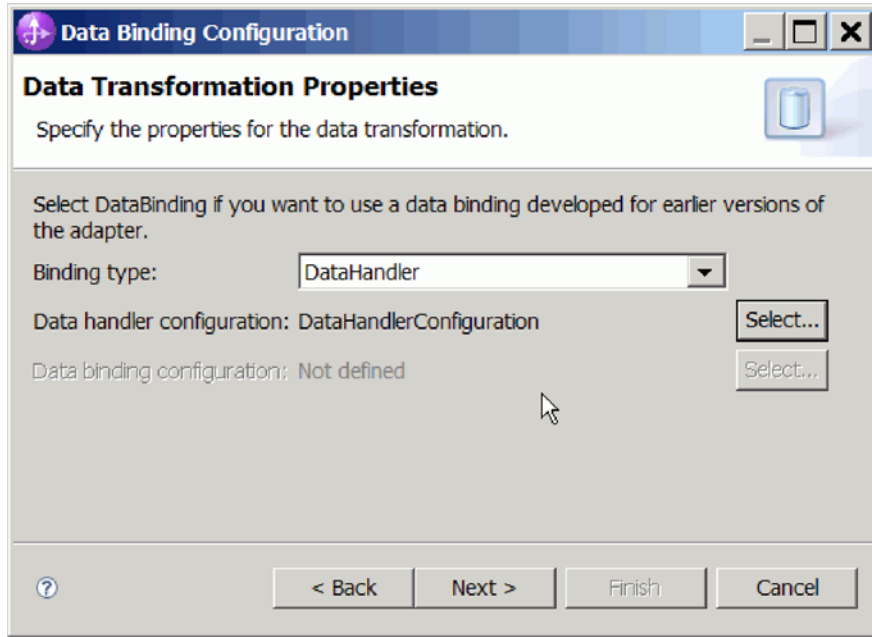 Data Binding Configuration
Data Transformation Properties
Specify the properties for the data transformation.
Select DataBinding if you want to use a data binding developed for earlier versions of
the adapter.
Binding type: DataHandler
Data handler configuration: DataHandlerConfiguration Select...
Data binding configuration: Not defined Select...
? < Back Next > Finish Cancel